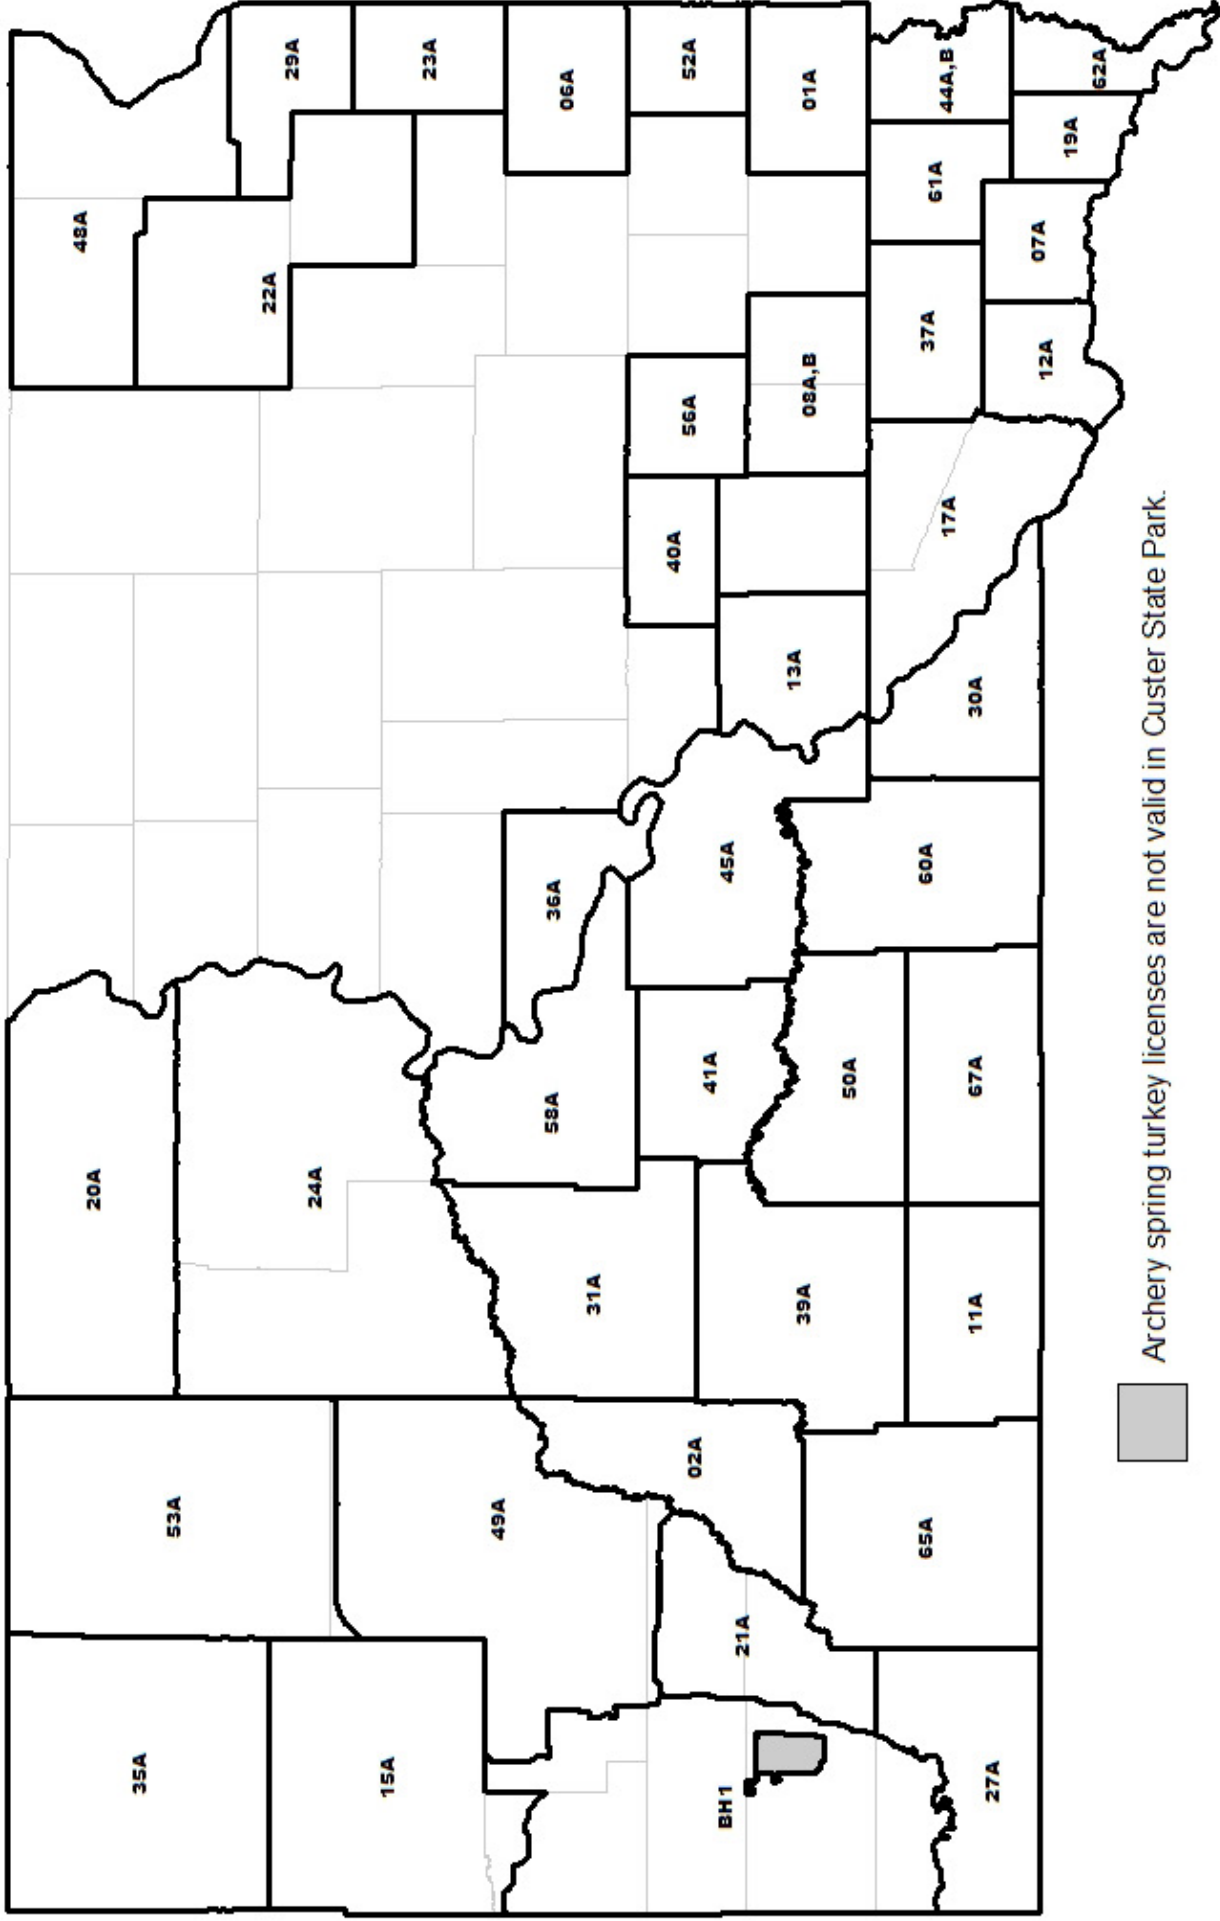 35A
20A
48A
53A
22A
29A
15A
24A
23A
49A
36A
06A
58A
31A
BH1
02A
41A
45A
40A
56A
52A
21A
39A
13A
08A,B
01A
50A
65A
60A
17A
37A
61A
44A,B
27A
11A
67A
30A
12A
07A
19A
62A
Archery spring turkey licenses are not valid in Custer State Park.